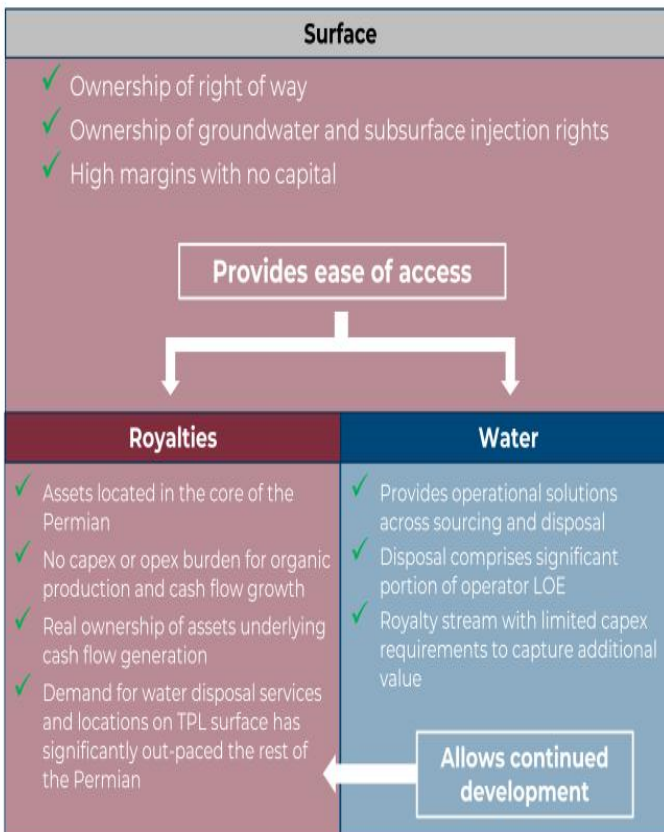 Surface
Ownership of right of way
Ownership of groundwater and subsurface injection rights
High margins with no capital
Provides ease of access
Royalties
Assets located in the core of the
Permian
No capex or opex burden for organic
production and cash flow growth
Real ownership of assets underlying
cash flow generation
Demand for water disposal services
and locations on TPL surface has
significantly out-paced the rest of
the Permian
Water
Provides operational solutions
across sourcing and disposal
Disposal comprises significant
portion of operator LOE
Royalty stream with limited capex
requirements to capture additional
value
Allows continued
development